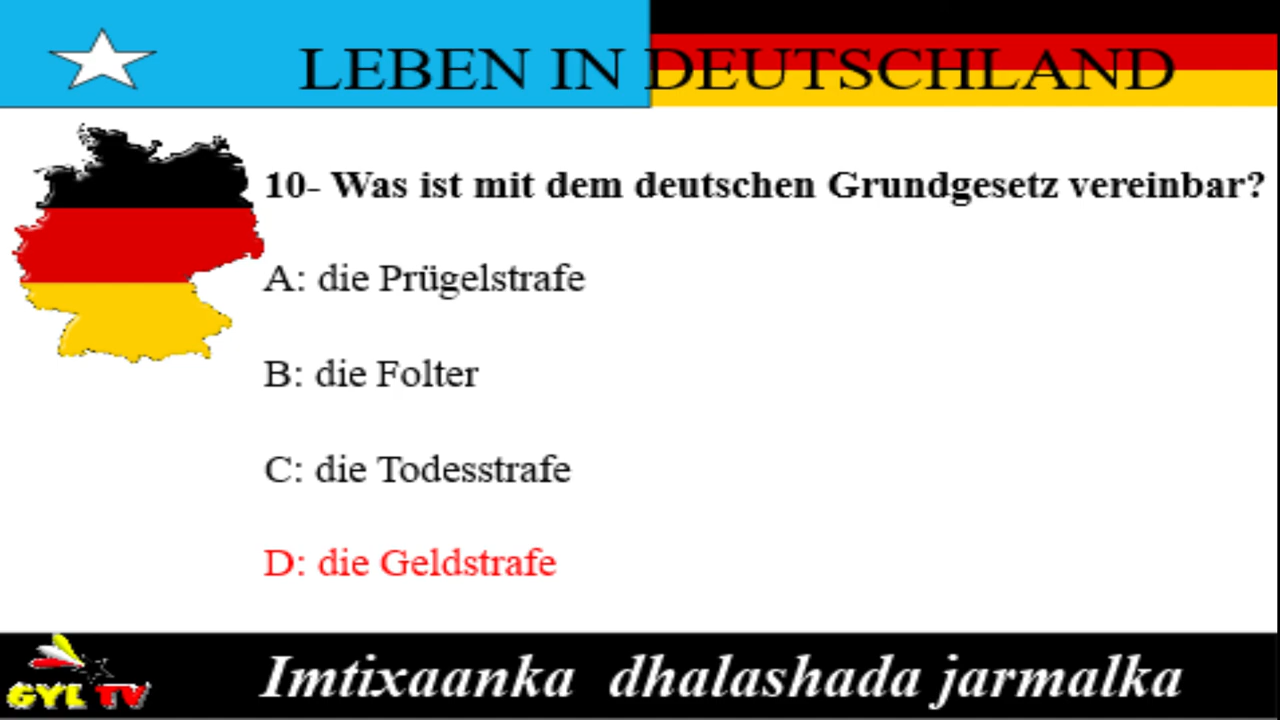 LEBEN IN DEUTSCHLAND
10- Was ist mit dem deutschen Grundgesetz vereinbar?
A: die Prügelstrafe
B: die Folter
C: die Todesstrafe
D: die Geldstrafe
GYL TV
Imtixaanka dhalashada jarmalka